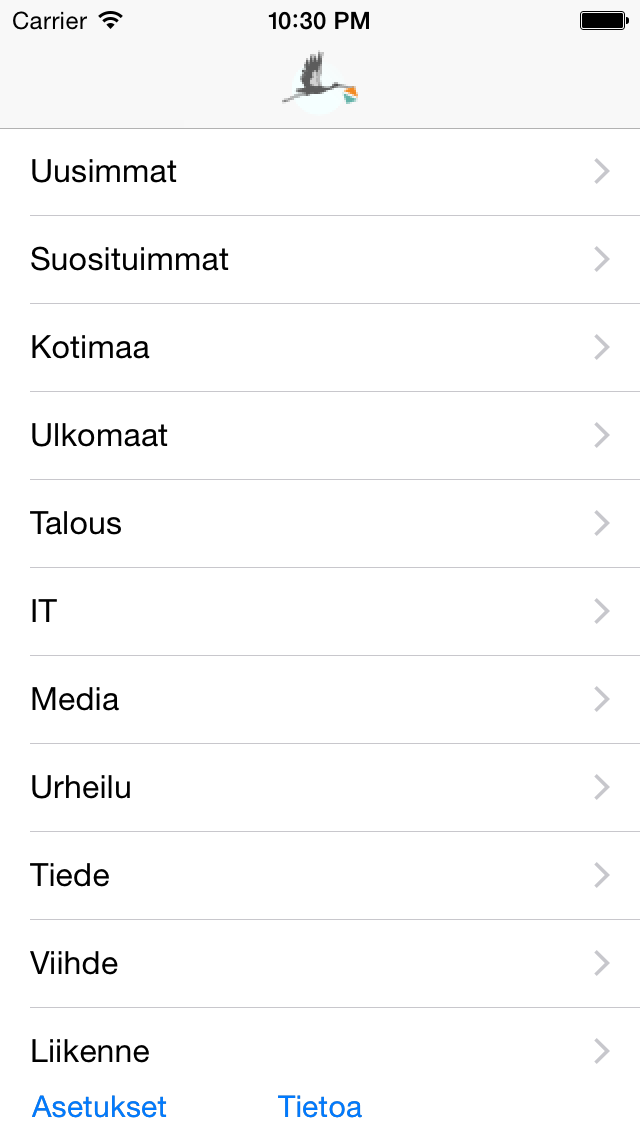 Carrier 10:30 PM
Uusimmat
Suosituimmat
Kotimaa
Ulkomaat
Talous
IT
Media
Urheilu
Tiede
Viihde
Liikenne
Asetukset Tietoa